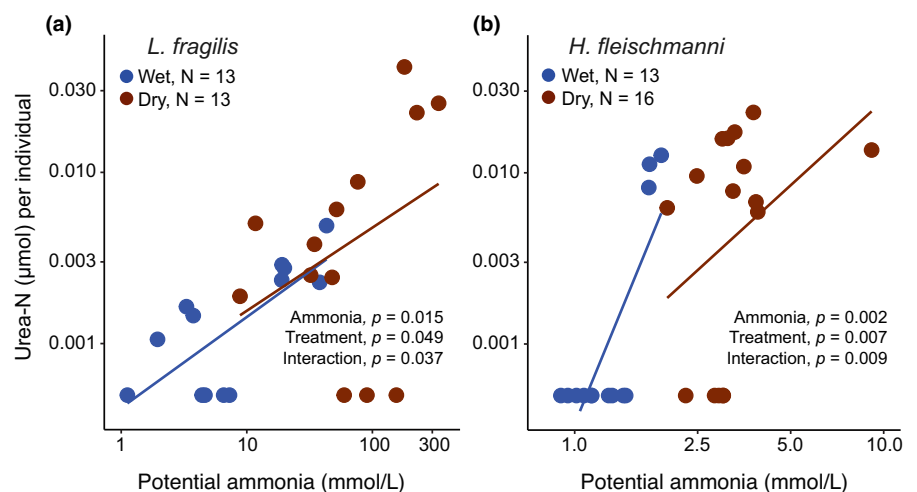 (a)
L. fragilis
Wet, N = 13
Dry, N = 13
Urea-N (µmol) per individual
0.030
0.010
0.003
0.001
Ammonia, p = 0.015
Treatment, p = 0.049
Interaction, p = 0.037
1
10
100
300
Potential ammonia (mmol/L)
(b)
H. fleischmanni
Wet, N = 13
Dry, N = 16
0.030
0.010
0.003
0.001
Ammonia, p = 0.002
Treatment, p = 0.007
Interaction, p = 0.009
1.0
2.5
5.0
10.0
Potential ammonia (mmol/L)